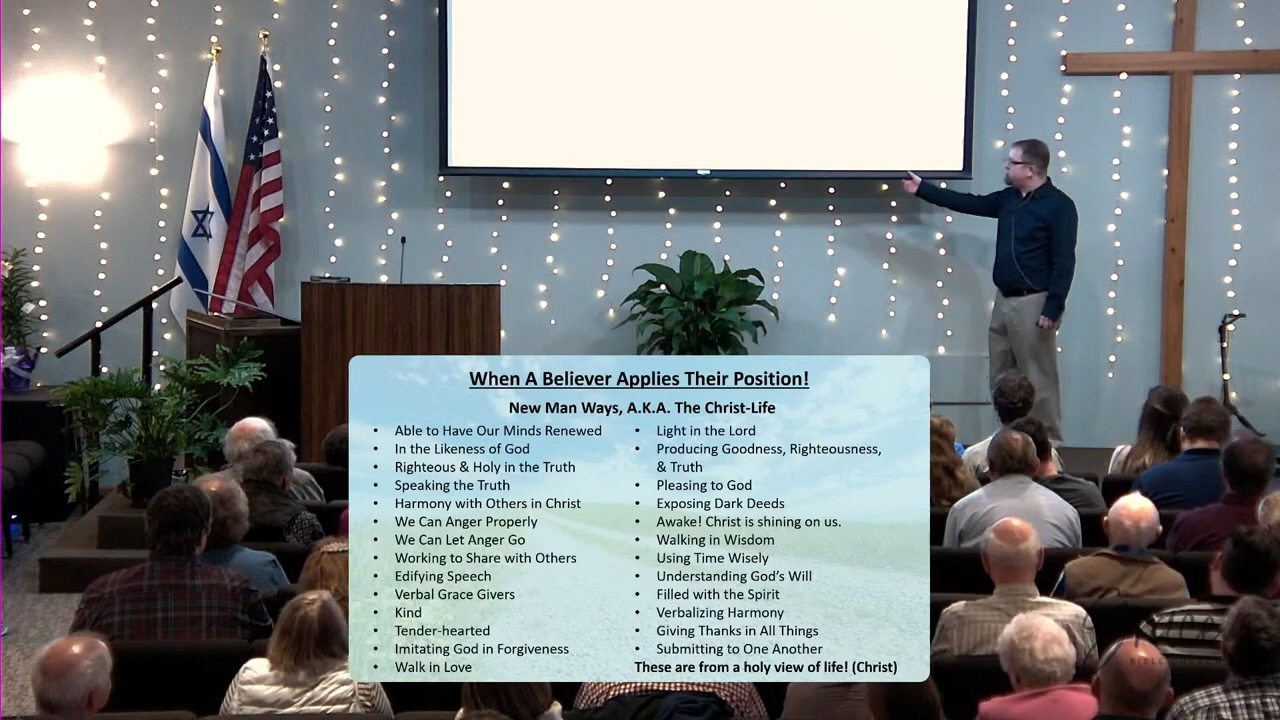 When A Believer Applies Their Position!
New Man Ways, A.K.A. The Christ-Life
• Able to Have Our Minds Renewed
• In the Likeness of God
• Righteous & Holy in the Truth
• Speaking the Truth
• Harmony with Others in Christ
• We Can Anger Properly
• We Can Let Anger Go
• Working to Share with Others
• Edifying Speech
• Verbal Grace Givers
• Kind
• Tender-hearted
• Imitating God in Forgiveness
• Walk in Love
• Light in the Lord
• Producing Goodness, Righteousness,
& Truth
• Pleasing to God
• Exposing Dark Deeds
• Awake! Christ is shining on us.
• Walking in Wisdom
• Using Time Wisely
• Understanding God's Will
• Filled with the Spirit
• Verbalizing Harmony
• Giving Thanks in All Things
• Submitting to One Another
These are from a holy view of life! (Christ)